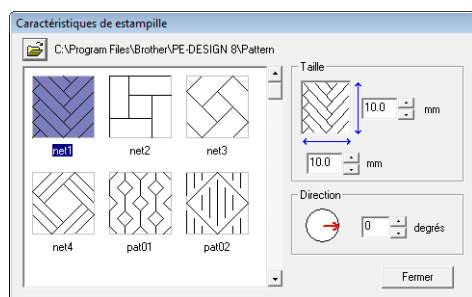 Caractéristiques de estampille
C:\Program Files\Brother\PE-DESIGN 8\Pattern
net1 net2 net3
net4 pat01 pat02
Taille
10.0 mm
10.0 mm
Direction
0 degrés
Fermer